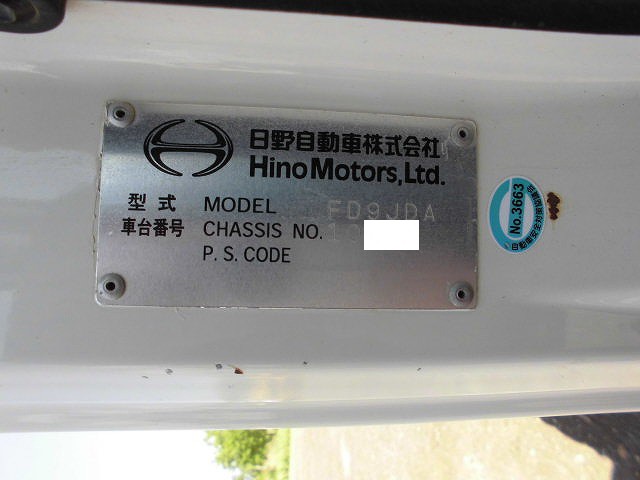 日野自動車株式会社
Hino Motors, Ltd.
型式 MODEL FD9JDA
車台番号 CHASSIS NO. 10
P. S. CODE
No.3663